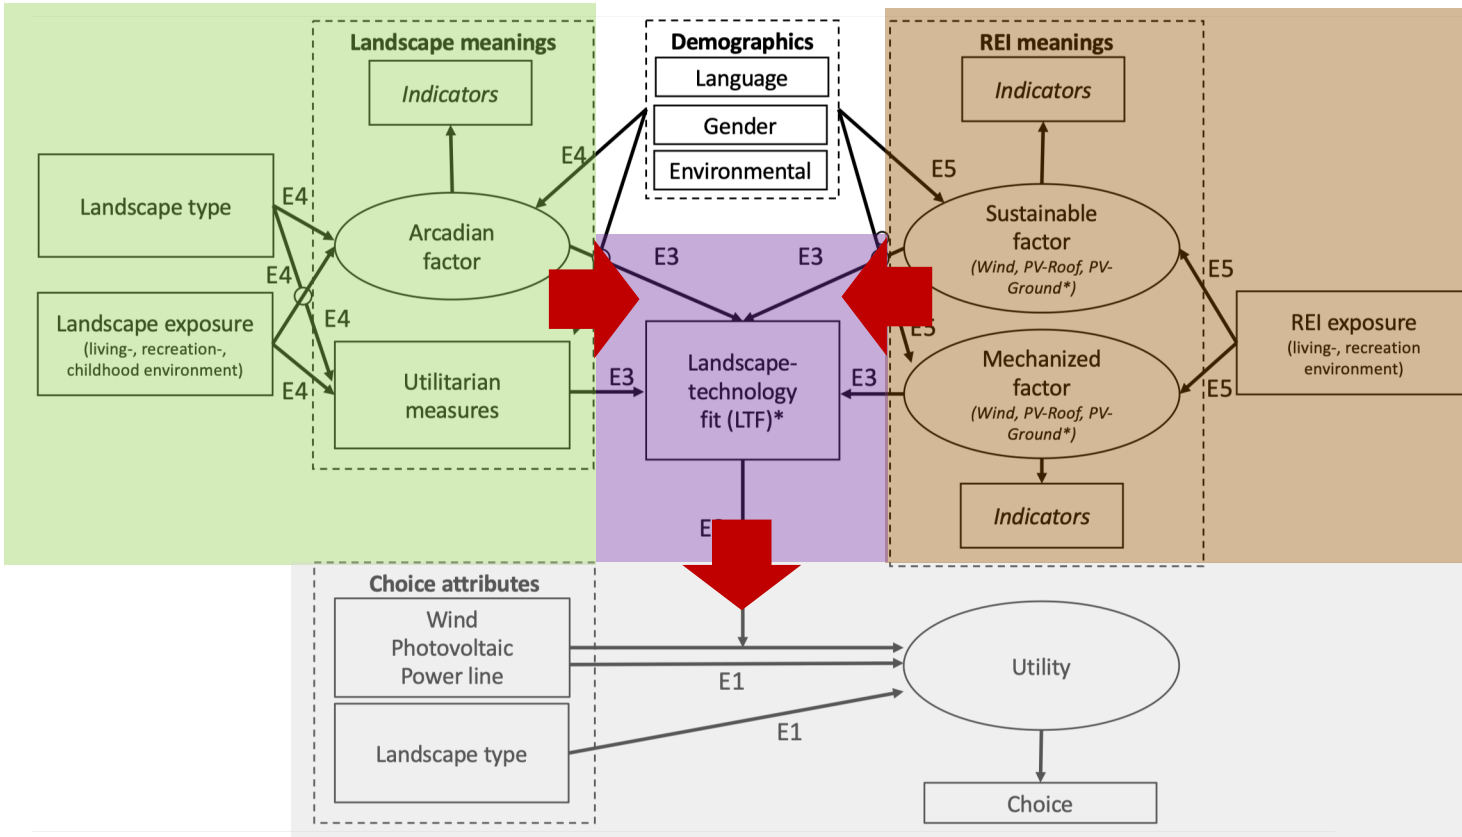 Landscape meanings
Indicators
Landscape type
E4
E4
Arcadian
factor
E4
Landscape exposure
(living-, recreation-,
childhood environment)
E4
E4
Utilitarian
measures
Demographics
Language
Gender
Environmental
E3
E3
E3
E3
Landscape-
technology
fit (LTF)*
REI meanings
Indicators
E5
Sustainable
factor
(Wind, PV-Roof, PV-
Ground*)
E5
E5
Mechanized
factor
(Wind, PV-Roof, PV-
Ground*)
E5
REI exposure
(living-, recreation
environment)
Indicators
Choice attributes
Wind
Photovoltaic
Power line
E1
Landscape type
E1
Utility
Choice